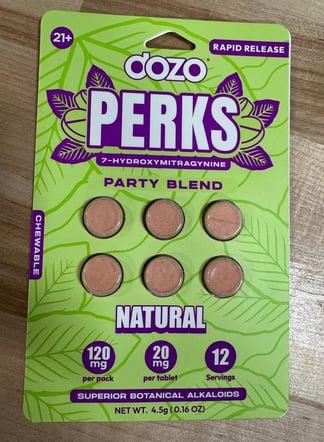 21+
RAPID RELEASE
dozo
PERKS
7-HYDROXYMITRAGYNINE
PARTY BLEND
CHEWABLE
NATURAL
120 mg per pack
20 mg per tablet
12 Servings
SUPERIOR BOTANICAL ALKALOIDS
NET WT. 4.5g (0.16 OZ)